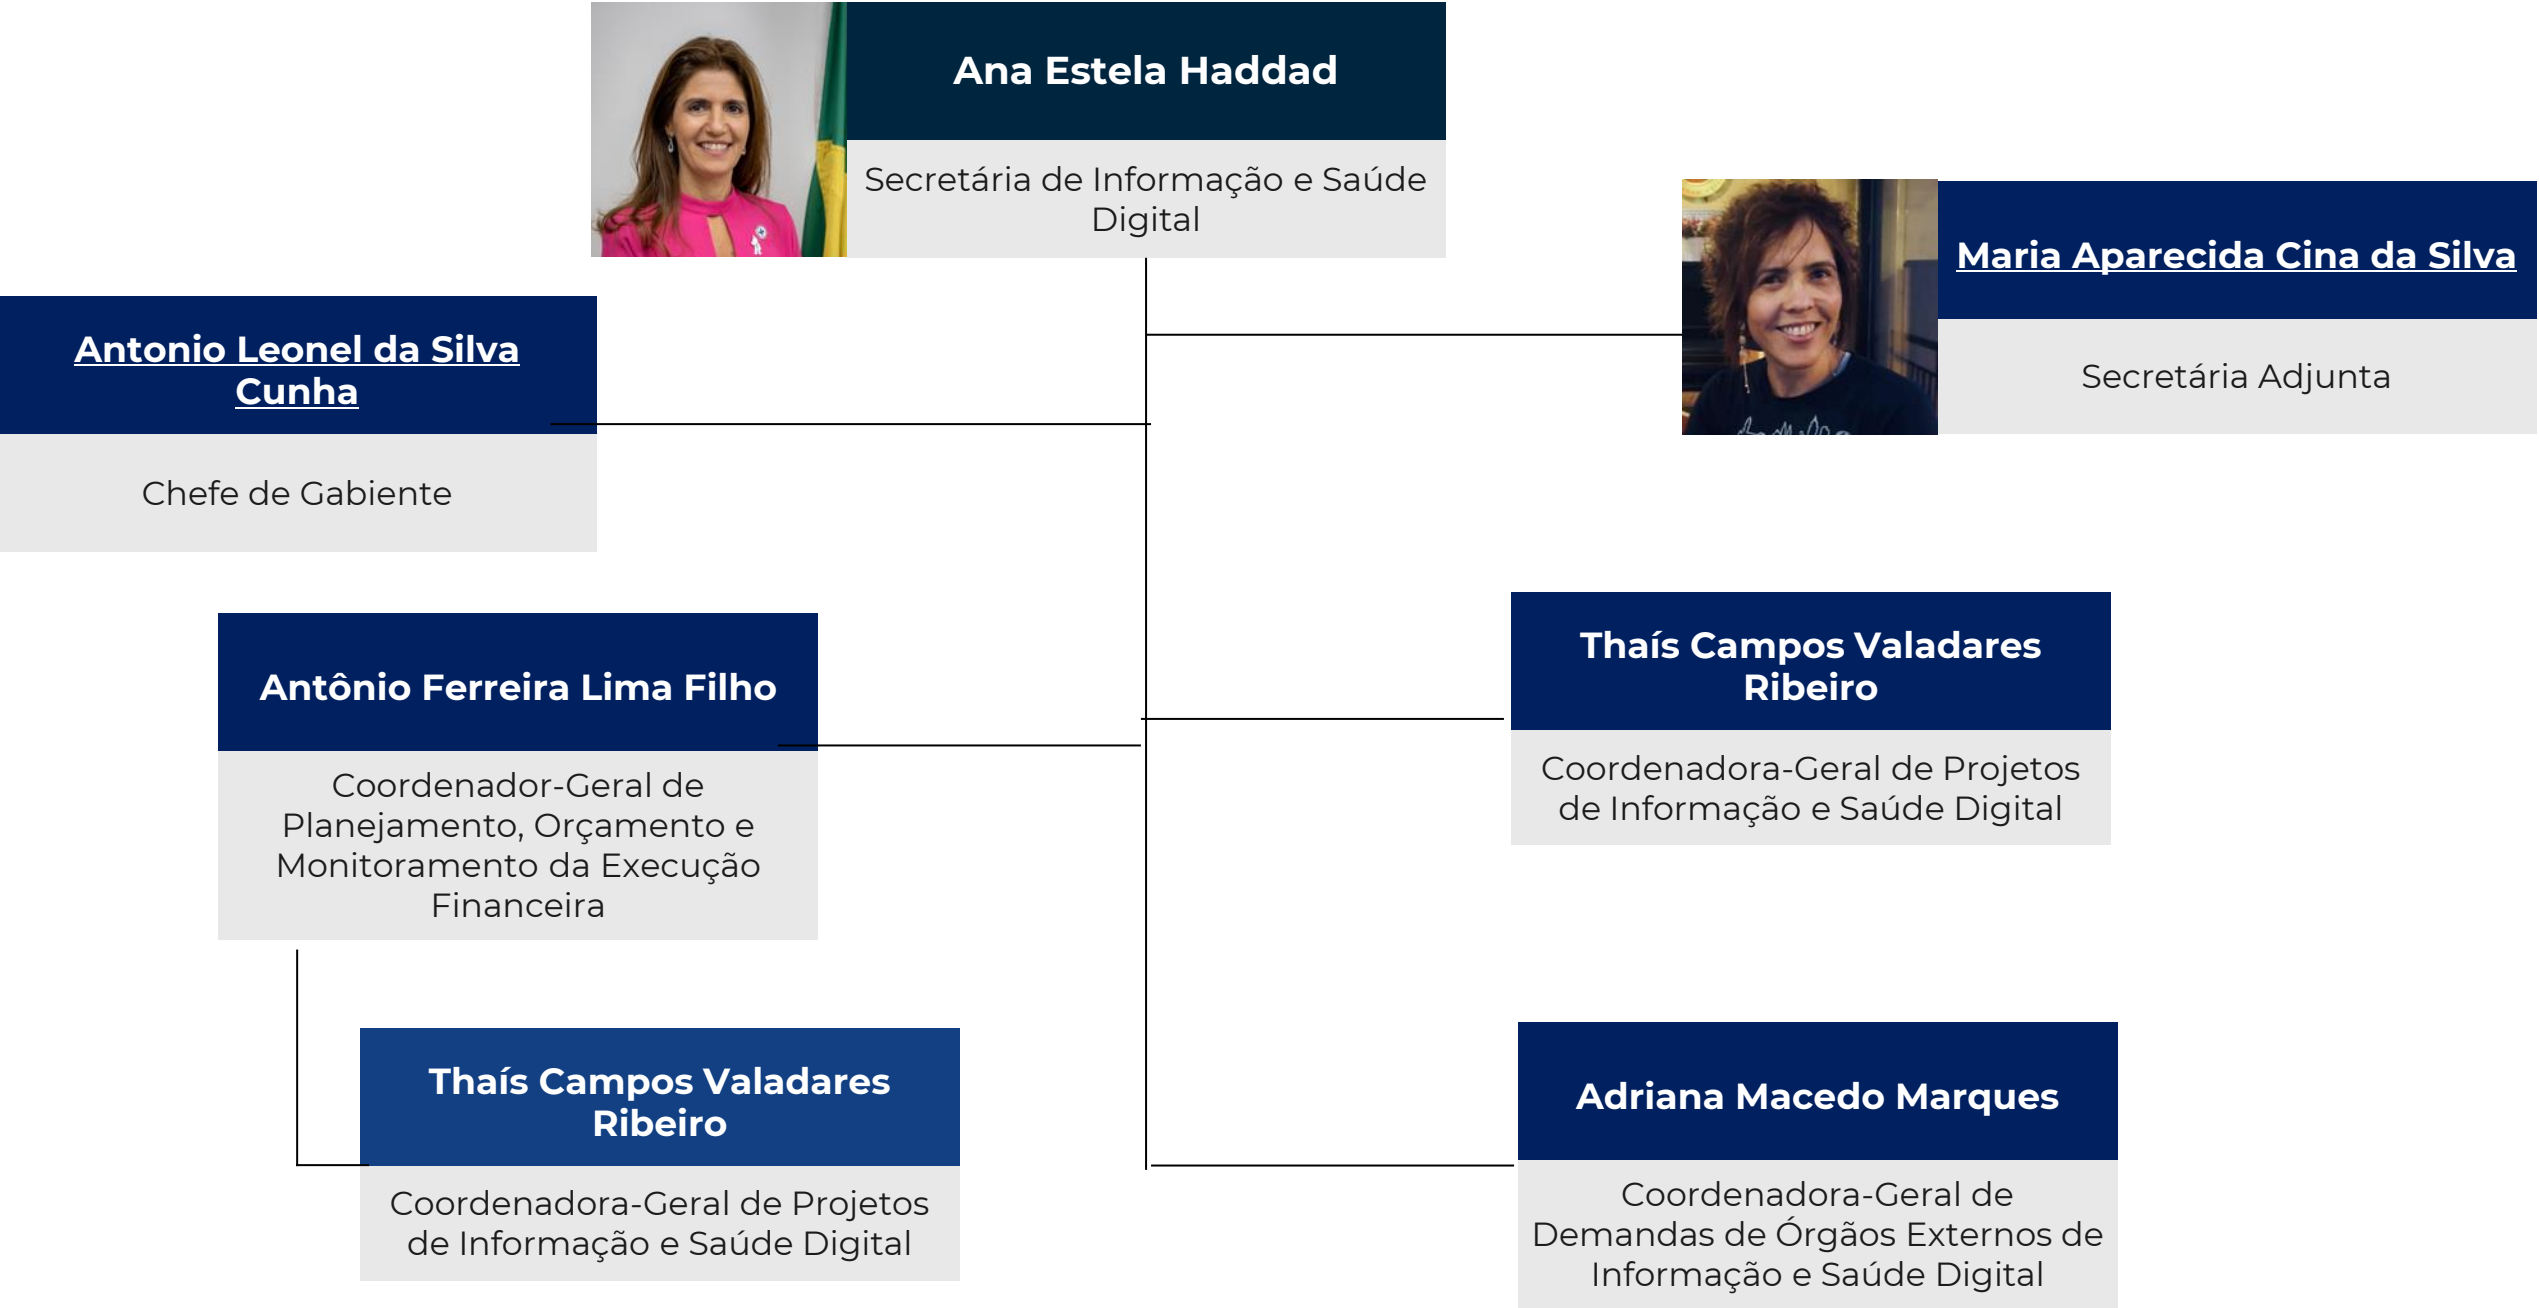 Ana Estela Haddad
Secretária de Informação e Saúde
Digital
Maria Aparecida Cina da Silva
Secretária Adjunta
Antonio Leonel da Silva
Cunha
Chefe de Gabiente
Antônio Ferreira Lima Filho
Coordenador-Geral de
Planejamento, Orçamento e
Monitoramento da Execução
Financeira
Thaís Campos Valadares
Ribeiro
Coordenadora-Geral de Projetos
de Informação e Saúde Digital
Thaís Campos Valadares
Ribeiro
Coordenadora-Geral de Projetos
de Informação e Saúde Digital
Adriana Macedo Marques
Coordenadora-Geral de
Demandas de Órgãos Externos de
Informação e Saúde Digital